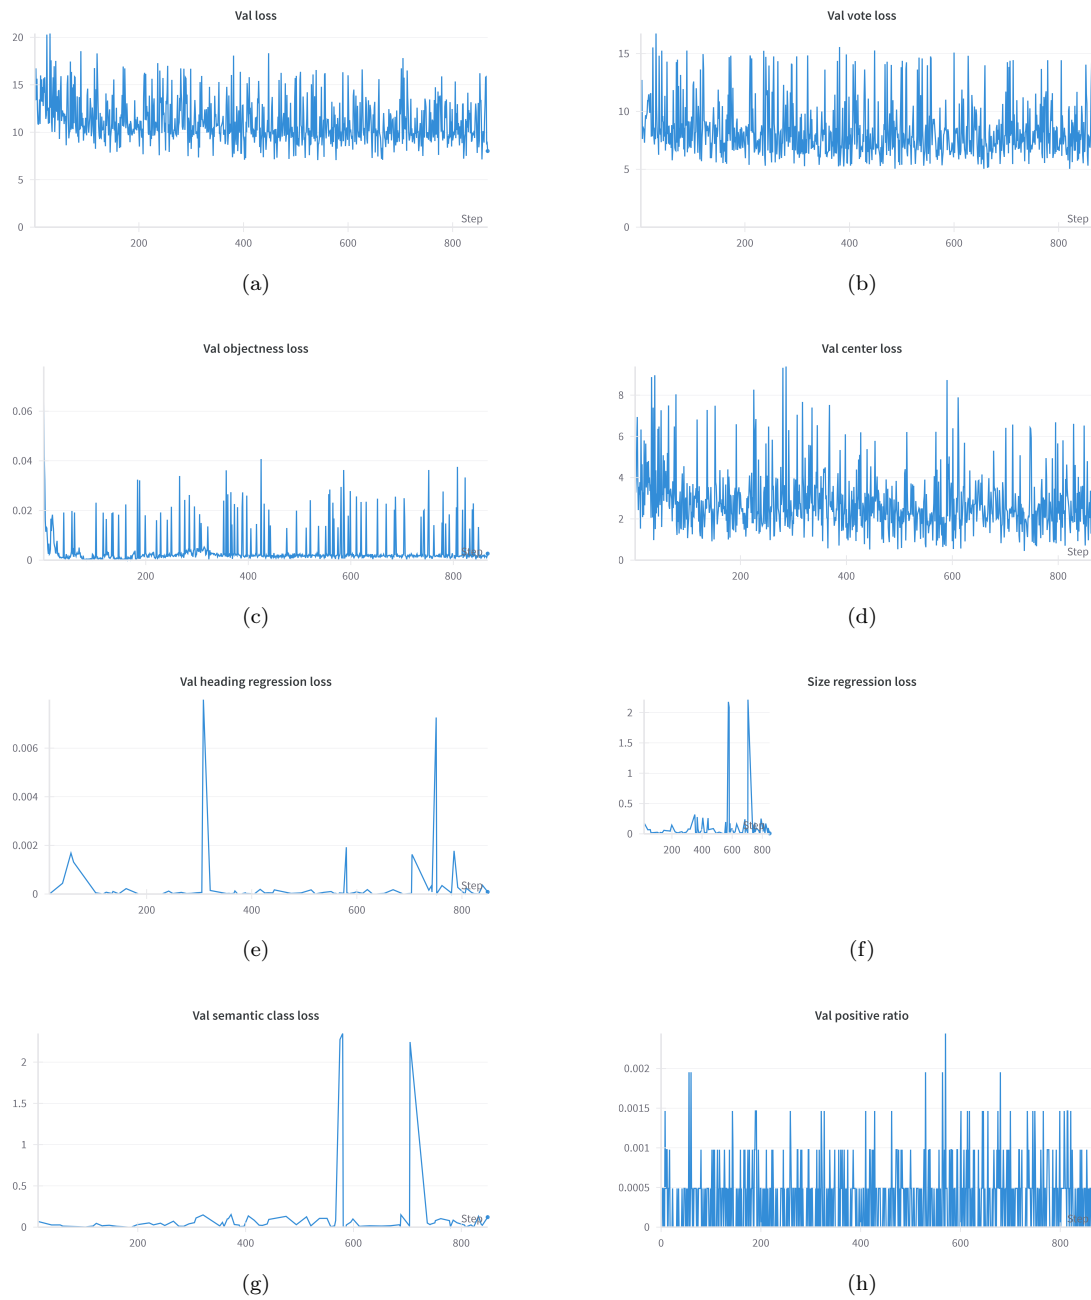 Val loss
20
15
10
5
0
200 400 600 800
Step
(a)
Val vote loss
15
10
5
0
200 400 600 800
Step
(b)
Val objectness loss
0.06
0.04
0.02
0
200 400 600 800
Step
(c)
Val center loss
8
6
4
2
0
200 400 600 800
Step
(d)
Val heading regression loss
0.006
0.004
0.002
0
200 400 600 800
Step
(e)
Size regression loss
2
1.5
1
0.5
0
200 400 600 800
Step
(f)
Val semantic class loss
2
1.5
1
0.5
0
200 400 600 800
Step
(g)
Val positive ratio
0.002
0.0015
0.001
0.0005
0
0 200 400 600 800
Step
(h)